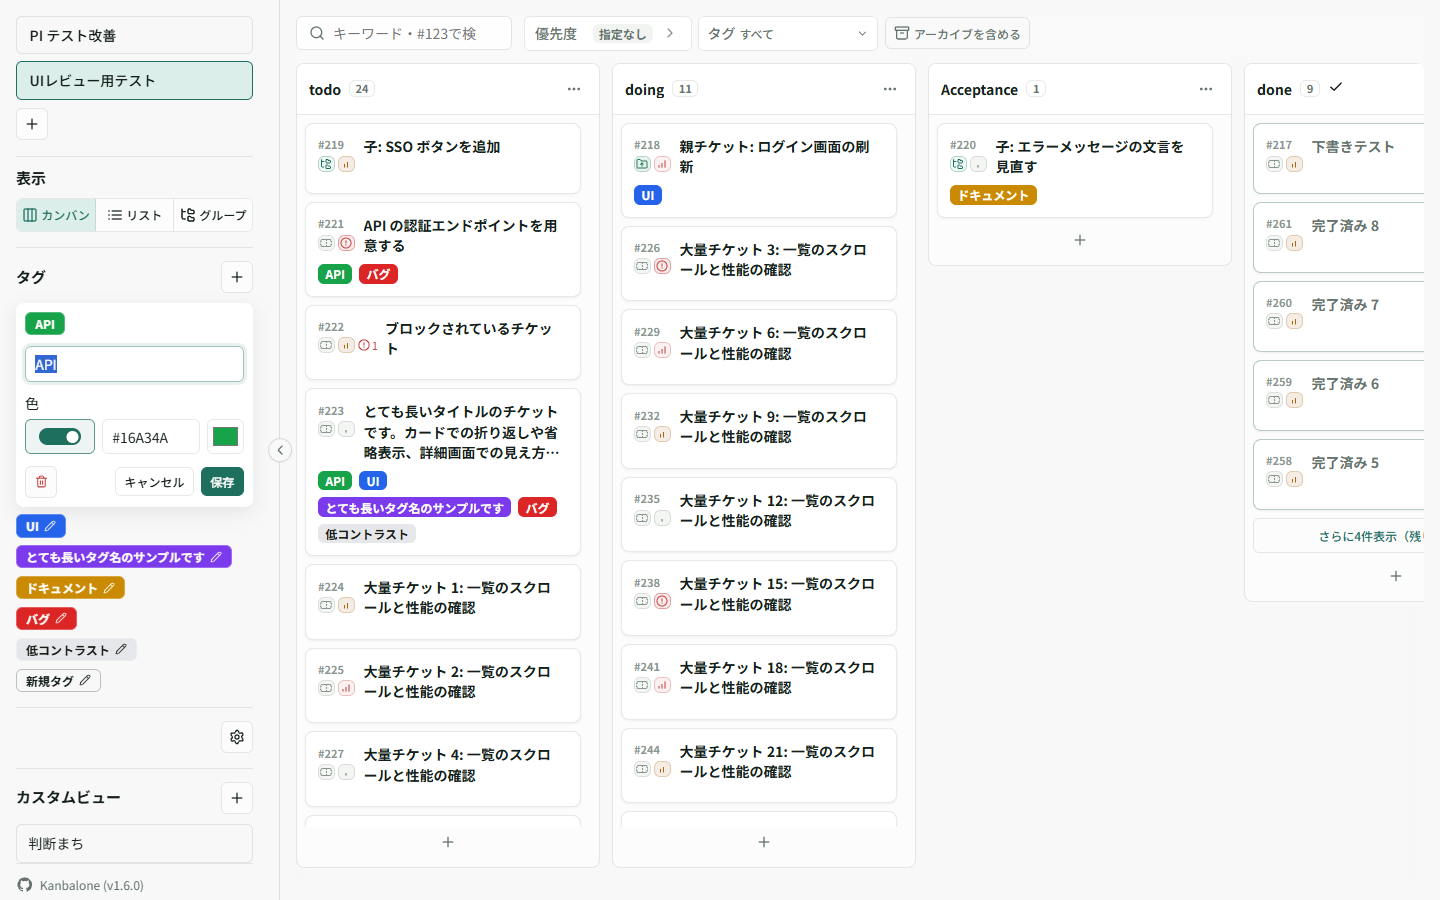 PI テスト改善
UIレビュー用テスト
表示
カンバン
リスト
グループ
タグ
API
API
色
#16A34A
キャンセル
保存
UI
とても長いタグ名のサンプルです
ドキュメント
バグ
低コントラスト
新規タグ
カスタムビュー
判断まち
Kanbalone (v1.6.0)
キーワード・#123で検
優先度
指定なし
タグ すべて
アーカイブを含める
todo
24
#219
子: SSO ボタンを追加
#221
API の認証エンドポイントを用
意する
API
バグ
#222
ブロックされているチケッ
ト
1
#223
とても長いタイトルのチケット
です。カードでの折り返しや省
略表示、詳細画面での見え方…
API
UI
とても長いタグ名のサンプルです
バグ
低コントラスト
#224
大量チケット 1: 一覧のスクロ
ールと性能の確認
#225
大量チケット 2: 一覧のスクロ
ールと性能の確認
#227
大量チケット 4: 一覧のスクロ
ールと性能の確認
doing
11
#218
親チケット: ログイン画面の刷
新
UI
#226
大量チケット 3: 一覧のスクロ
ールと性能の確認
#229
大量チケット 6: 一覧のスクロ
ールと性能の確認
#232
大量チケット 9: 一覧のスクロ
ールと性能の確認
#235
大量チケット 12: 一覧のスクロ
ールと性能の確認
#238
大量チケット 15: 一覧のスクロ
ールと性能の確認
#241
大量チケット 18: 一覧のスクロ
ールと性能の確認
#244
大量チケット 21: 一覧のスクロ
ールと性能の確認
Acceptance
1
#220
子: エラーメッセージの文言を
見直す
ドキュメント
done
9
#217
下書きテスト
#261
完了済み 8
#260
完了済み 7
#259
完了済み 6
#258
完了済み 5
さらに4件表示（残り